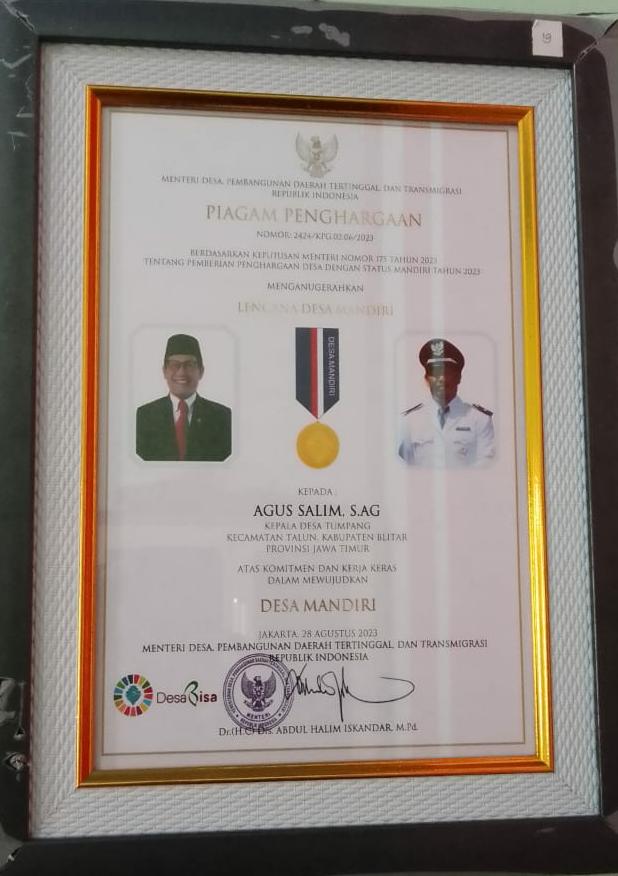 19
MENTERI DESA, PEMBANGUNAN DAERAH TERTINGGAL, DAN TRANSMIGRASI
REPUBLIK INDONESIA
PIAGAM PENGHARGAAN
NOMOR: 2424/KPG.02.06/2023
BERDASARKAN KEPUTUSAN MENTERI NOMOR 175 TAHUN 2023
TENTANG PEMBERIAN PENGHARGAAN DESA DENGAN STATUS MANDIRI TAHUN 2023
MENGANUGERAHKAN
LENCANA DESA MANDIRI
DESA MANDIRI
KEPADA :
AGUS SALIM, S.AG
KEPALA DESA TUMPANG
KECAMATAN TALUN, KABUPATEN BLITAR
PROVINSI JAWA TIMUR
ATAS KOMITMEN DAN KERJA KERAS
DALAM MEWUJUDKAN
DESA MANDIRI
JAKARTA, 28 AGUSTUS 2023
MENTERI DESA, PEMBANGUNAN DAERAH TERTINGGAL, DAN TRANSMIGRASI
REPUBLIK INDONESIA
DesaBisa
MENTERI
REPUBLIK INDONESIA
Dr.(H.C) Drs. ABDUL HALIM ISKANDAR, M.Pd.